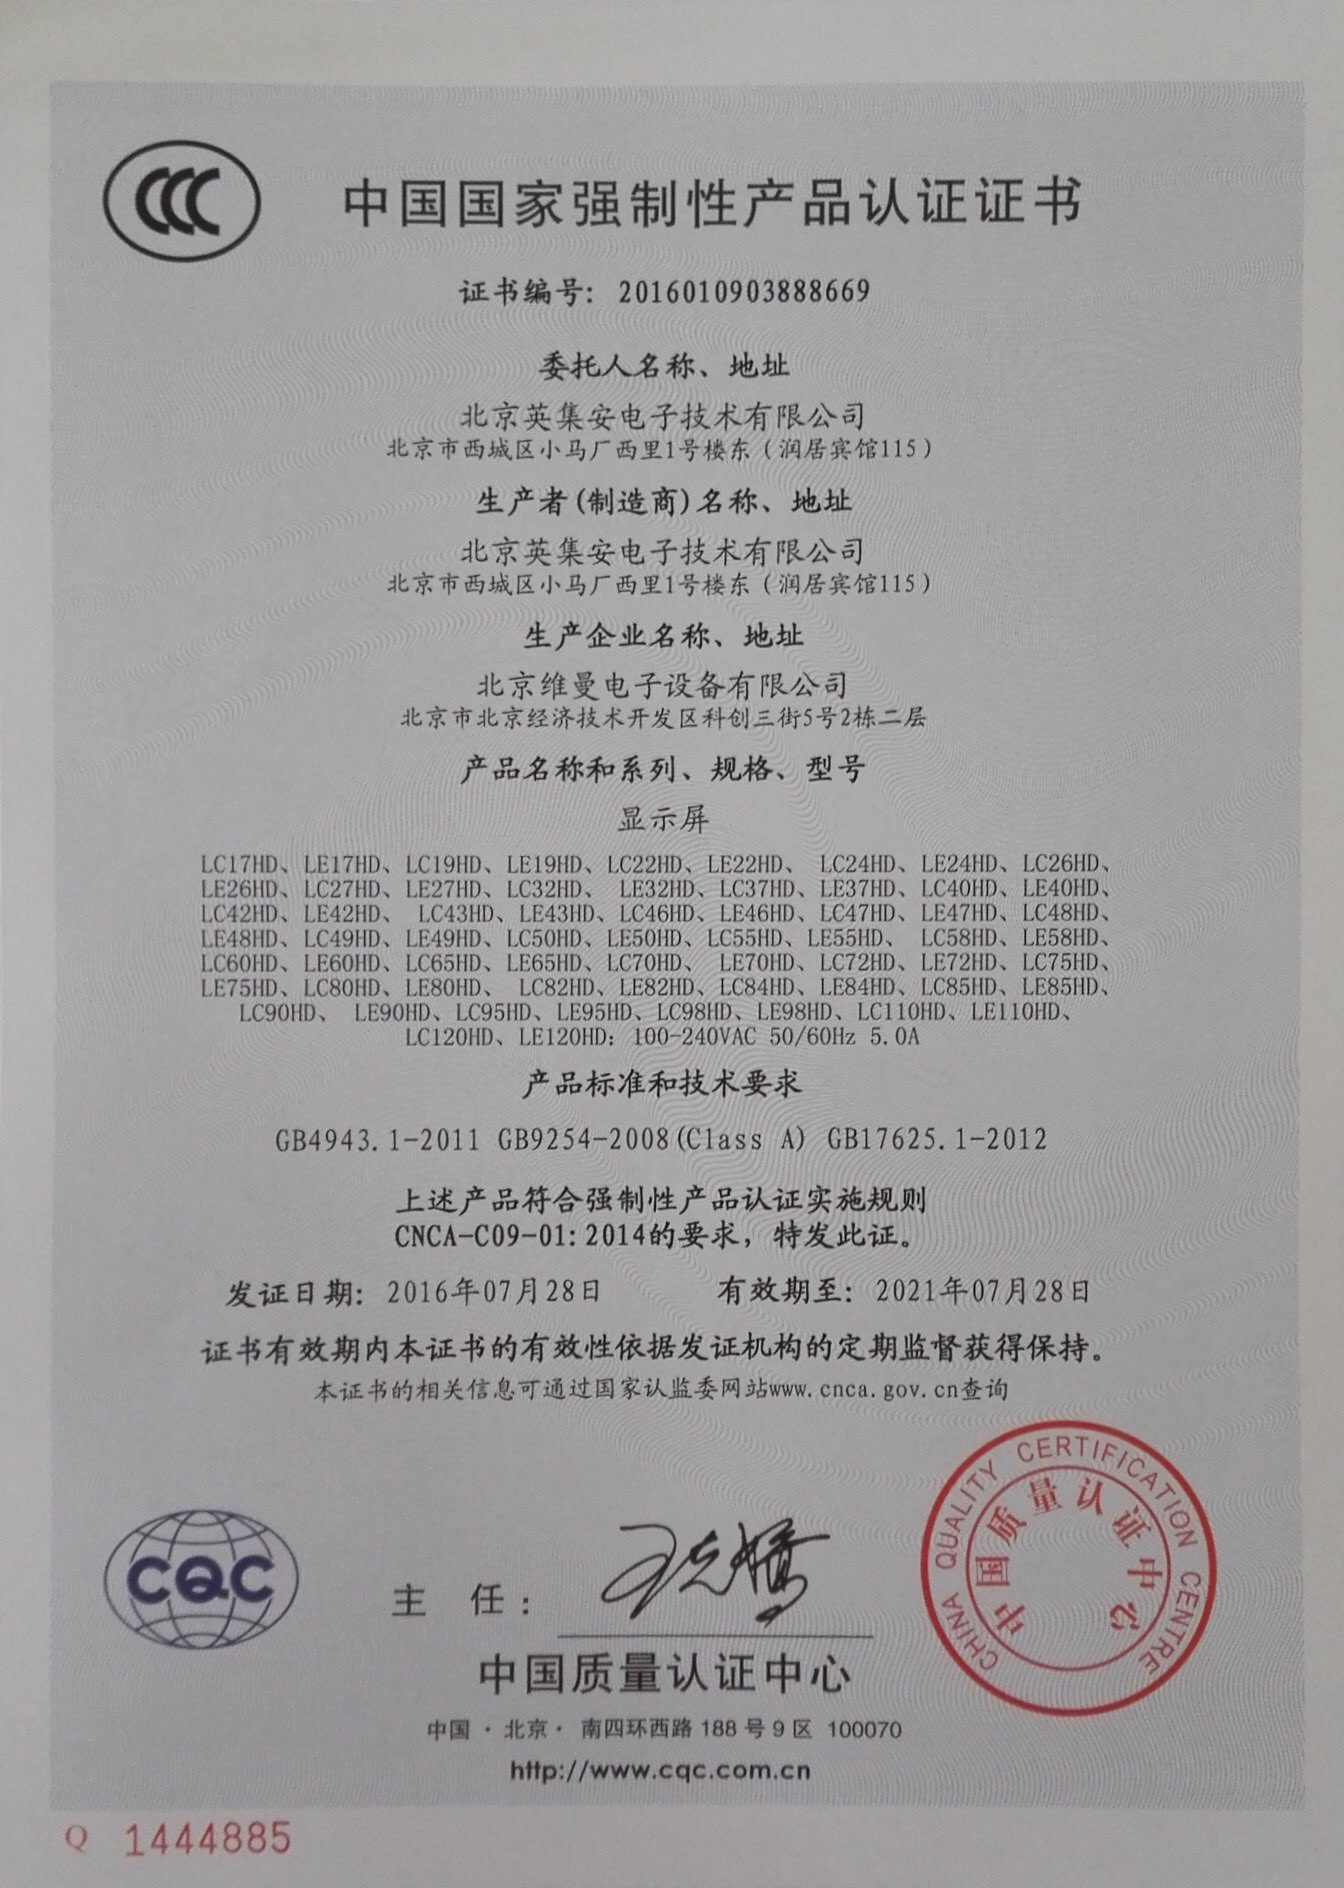 CCC
中国国家强制性产品认证证书
证书编号：2016010903888669
委托人名称、地址
北京英集安电子技术有限公司
北京市西城区小马厂西里1号楼东（润居宾馆115）
生产者(制造商)名称、地址
北京英集安电子技术有限公司
北京市西城区小马厂西里1号楼东（润居宾馆115）
生产企业名称、地址
北京维曼电子设备有限公司
北京市北京经济技术开发区科创三街5号2栋二层
产品名称和系列、规格、型号
显示屏
LC17HD、LE17HD、LC19HD、LE19HD、LC22HD、LE22HD、 LC24HD、LE24HD、LC26HD、
LE26HD、LC27HD、LE27HD、LC32HD、 LE32HD、LC37HD、LE37HD、LC40HD、LE40HD、
LC42HD、LE42HD、 LC43HD、LE43HD、LC46HD、LE46HD、LC47HD、LE47HD、LC48HD、
LE48HD、LC49HD、LE49HD、LC50HD、LE50HD、LC55HD、LE55HD、 LC58HD、LE58HD、
LC60HD、LE60HD、LC65HD、LE65HD、LC70HD、 LE70HD、LC72HD、LE72HD、LC75HD、
LE75HD、LC80HD、LE80HD、 LC82HD、LE82HD、LC84HD、LE84HD、LC85HD、LE85HD、
LC90HD、 LE90HD、LC95HD、LE95HD、LC98HD、LE98HD、LC110HD、LE110HD、
LC120HD、LE120HD：100-240VAC 50/60Hz 5.0A
产品标准和技术要求
GB4943.1-2011 GB9254-2008(Class A) GB17625.1-2012
上述产品符合强制性产品认证实施规则
CNCA-C09-01:2014的要求，特发此证。
发证日期：2016年07月28日 有效期至：2021年07月28日
证书有效期内本证书的有效性依据发证机构的定期监督获得保持。
本证书的相关信息可通过国家认监委网站www.cnca.gov.cn查询
CQC
主 任：
CHINA QUALITY CERTIFICATION CENTRE
中国质量认证中心
中国质量认证中心
中国·北京·南四环西路 188 号 9 区 100070
http://www.cqc.com.cn
Q 1444885